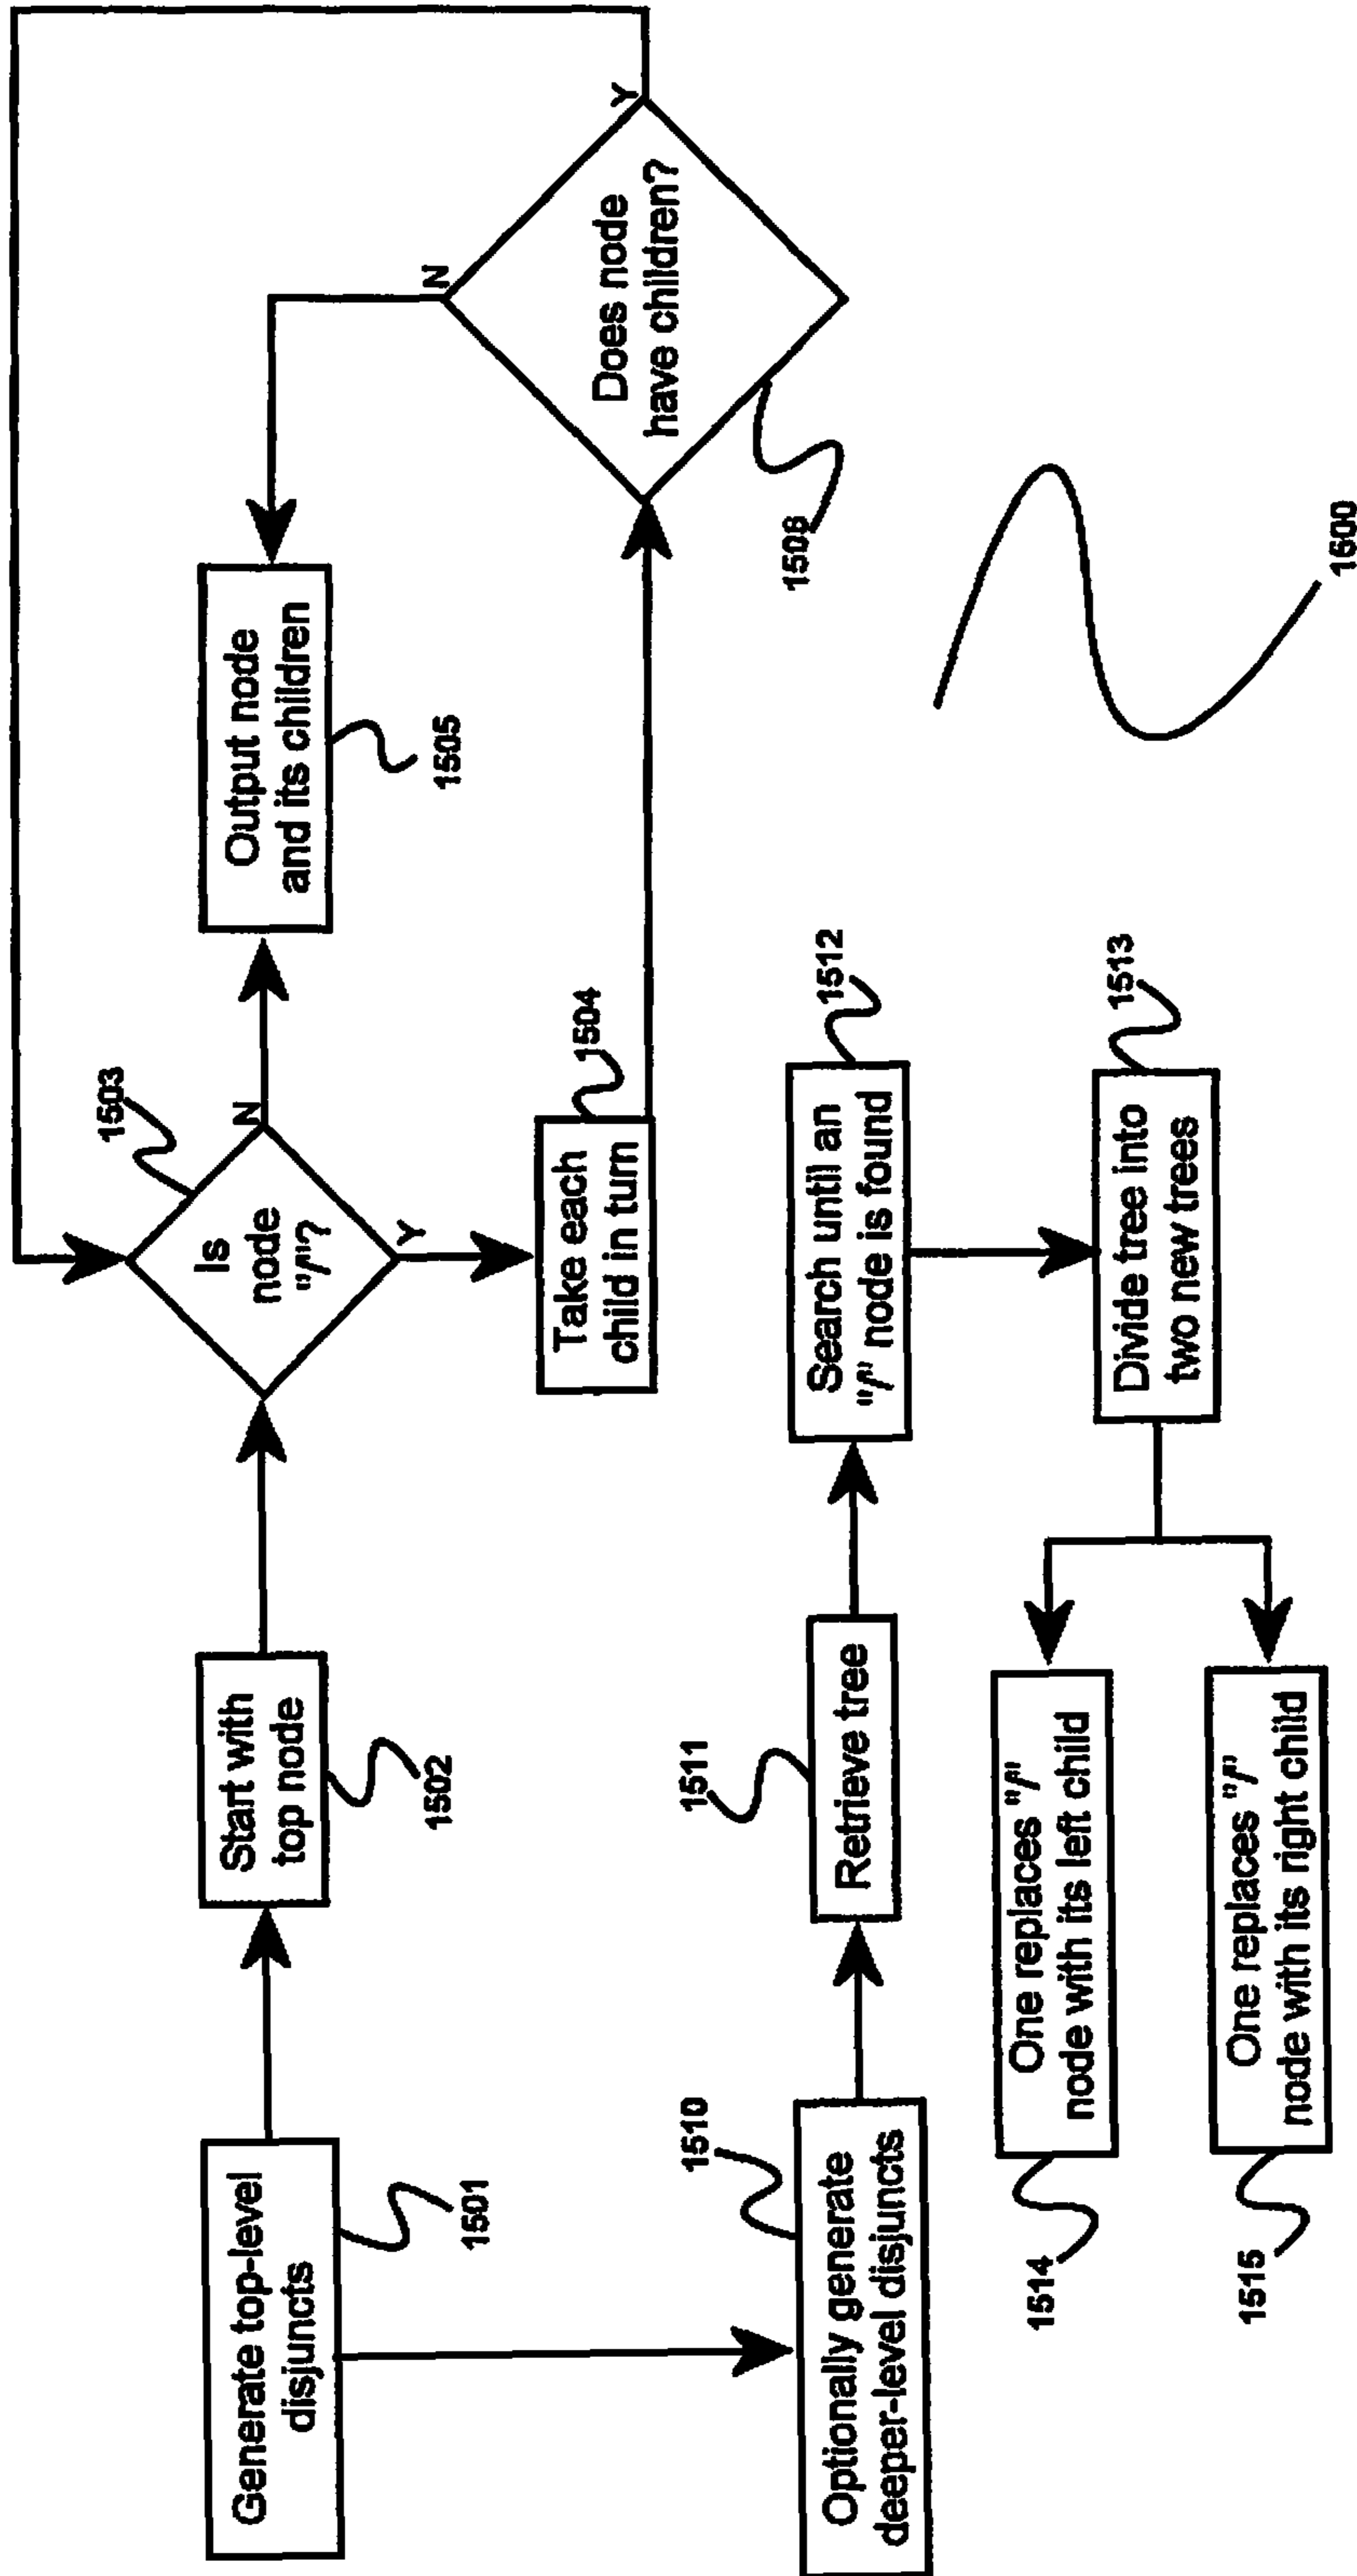 Generate top-level
disjuncts
1501
Start with
top node
1502
Is
node
"/"?
1503
N
Y
Output node
and its children
1505
Take each
child in turn
1504
Does node
have children?
N
Y
1506
Optionally generate
deeper-level disjuncts
1510
Retrieve tree
1511
Search until an
"/" node is found
1512
Divide tree into
two new trees
1513
One replaces "/"
node with its left child
1514
One replaces "/"
node with its right child
1515
1500